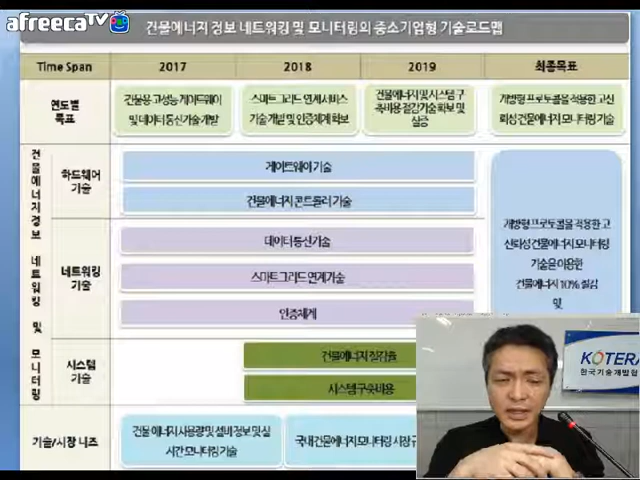 afreecaTV
건물에너지 정보 네트워킹 및 모니터링의 중소기업형 기술로드맵
Time Span
2017
2018
2019
최종목표
연도별
목표
건물용 고성능 게이트웨이
및 데이터 통신기술 개발
스마트그리드 연계 서비스
기술 개발 및 인증체계 확보
건물에너지 및 시스템 구
축비용 절감기술 확보 및
실증
개방형 프로토콜을 적용한 고신
뢰성 건물에너지 모니터링 기술
건물에너지 정보 네트워킹 및 모니터링
하드웨어
기술
게이트웨이 기술
건물에너지 콘트롤러 기술
네트워킹
기술
데이터 통신기술
스마트 그리드 연계기술
인증체계
시스템
기술
건물에너지 절감율
시스템 구축비용
개방형 프로토콜을 적용한 고
신뢰성 건물에너지 모니터링
기술을 이용한
건물에너지 10% 절감
및
기술/시장 니즈
건물 에너지 사용량 및 설비 정보 및 실
시간 모니터링 기술
국내 건물에너지 모니터링 시장
KOTERA
한국기술개발협